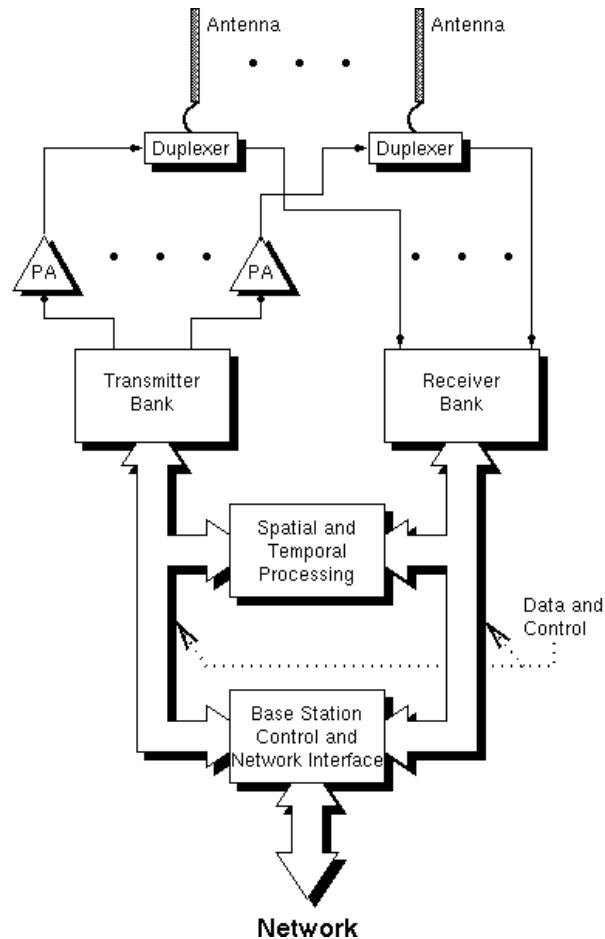 Antenna
Antenna
Duplexer
Duplexer
PA
PA
Transmitter
Bank
Receiver
Bank
Spatial and
Temporal
Processing
Data and
Control
Base Station
Control and
Network Interface
Network